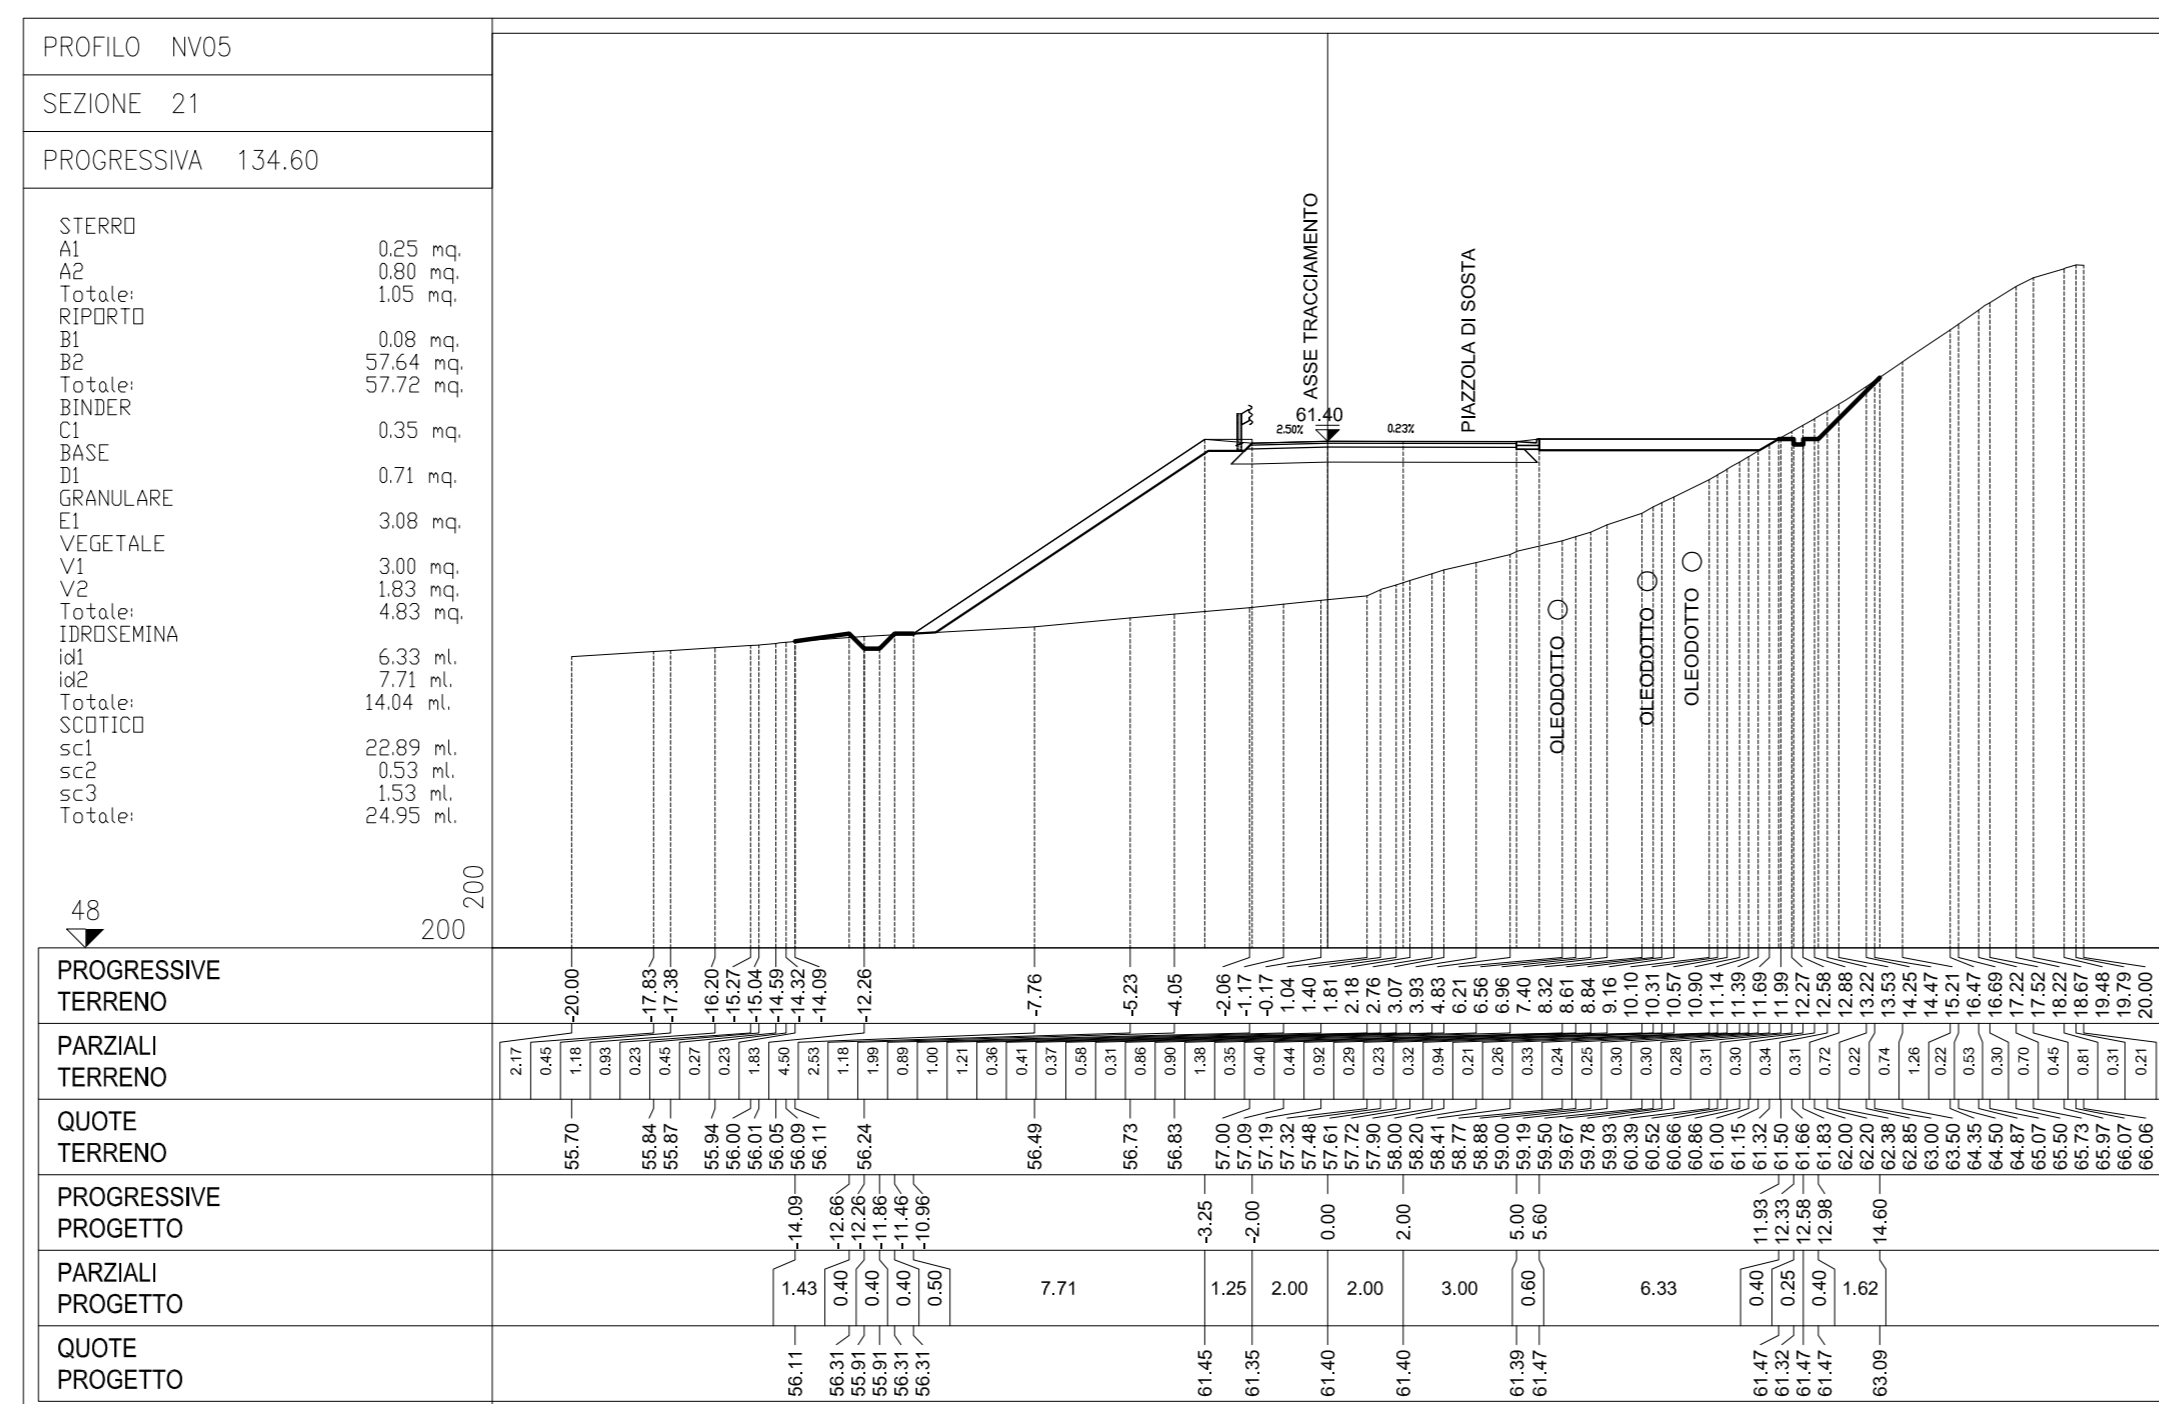 PROFILO NV05
SEZIONE 21
PROGRESSIVA 134.60
STERRO
A1 0.25 mq.
A2 0.80 mq.
Totale: 1.05 mq.
RIPORTO
B1 0.08 mq.
B2 57.64 mq.
Totale: 57.72 mq.
BINDER
C1 0.35 mq.
BASE
D1 0.71 mq.
GRANULARE
E1 3.08 mq.
VEGETALE
V1 3.00 mq.
V2 1.83 mq.
Totale: 4.83 mq.
IDROSEMINA
id1 6.33 ml.
id2 7.71 ml.
Totale: 14.04 ml.
SCOTICO
sc1 22.89 ml.
sc2 0.53 ml.
sc3 1.53 ml.
Totale: 24.95 ml.
200
200
48
ASSE TRACCIAMENTO
61.40
2.50%
0.23%
PIAZZOLA DI SOSTA
OLEODOTTO
OLEODOTTO
OLEODOTTO
PROGRESSIVE TERRENO
-20.00 -17.83 -17.38 -16.20 -15.27 -15.04 -14.59 -14.32 -14.09 -12.26 -7.76 -5.23 -4.05 -2.06 -1.17 -0.17 1.04 1.40 1.81 2.18 2.76 3.07 3.93 4.83 6.21 6.56 6.96 7.40 8.32 8.61 8.84 9.16 10.10 10.31 10.57 10.90 11.14 11.39 11.69 11.99 12.27 12.58 12.88 13.22 13.53 14.25 14.47 15.21 16.47 16.69 17.22 17.52 18.22 18.67 19.48 19.79 20.00
PARZIALI TERRENO
2.17 0.45 1.18 0.93 0.23 0.45 0.27 0.23 1.83 4.50 2.53 1.18 1.99 0.89 1.00 1.21 0.36 0.41 0.37 0.58 0.31 0.86 0.90 1.38 0.35 0.40 0.44 0.92 0.29 0.23 0.32 0.94 0.21 0.26 0.33 0.24 0.25 0.30 0.30 0.28 0.31 0.30 0.34 0.31 0.72 0.22 0.74 1.26 0.22 0.53 0.30 0.70 0.45 0.81 0.31 0.21
QUOTE TERRENO
55.70 55.84 55.87 55.94 56.00 56.01 56.05 56.09 56.11 56.24 56.49 56.73 56.83 57.00 57.09 57.19 57.32 57.48 57.61 57.72 57.90 58.00 58.20 58.41 58.77 58.88 59.00 59.19 59.50 59.67 59.78 59.93 60.39 60.52 60.66 60.86 61.00 61.15 61.32 61.50 61.66 61.83 62.00 62.20 62.38 62.85 63.00 63.50 64.35 64.50 64.87 65.07 65.50 65.73 65.97 66.07 66.06
PROGRESSIVE PROGETTO
-14.09 -12.66 -12.26 -11.86 -11.46 -10.96 -3.25 -2.00 0.00 2.00 5.00 5.60 11.93 12.33 12.58 12.98 14.60
PARZIALI PROGETTO
1.43 0.40 0.40 0.40 0.50 7.71 1.25 2.00 2.00 3.00 0.60 6.33 0.40 0.25 0.40 1.62
QUOTE PROGETTO
56.11 56.31 55.91 55.91 56.31 56.31 61.45 61.35 61.40 61.40 61.39 61.47 61.47 61.32 61.47 61.47 63.09